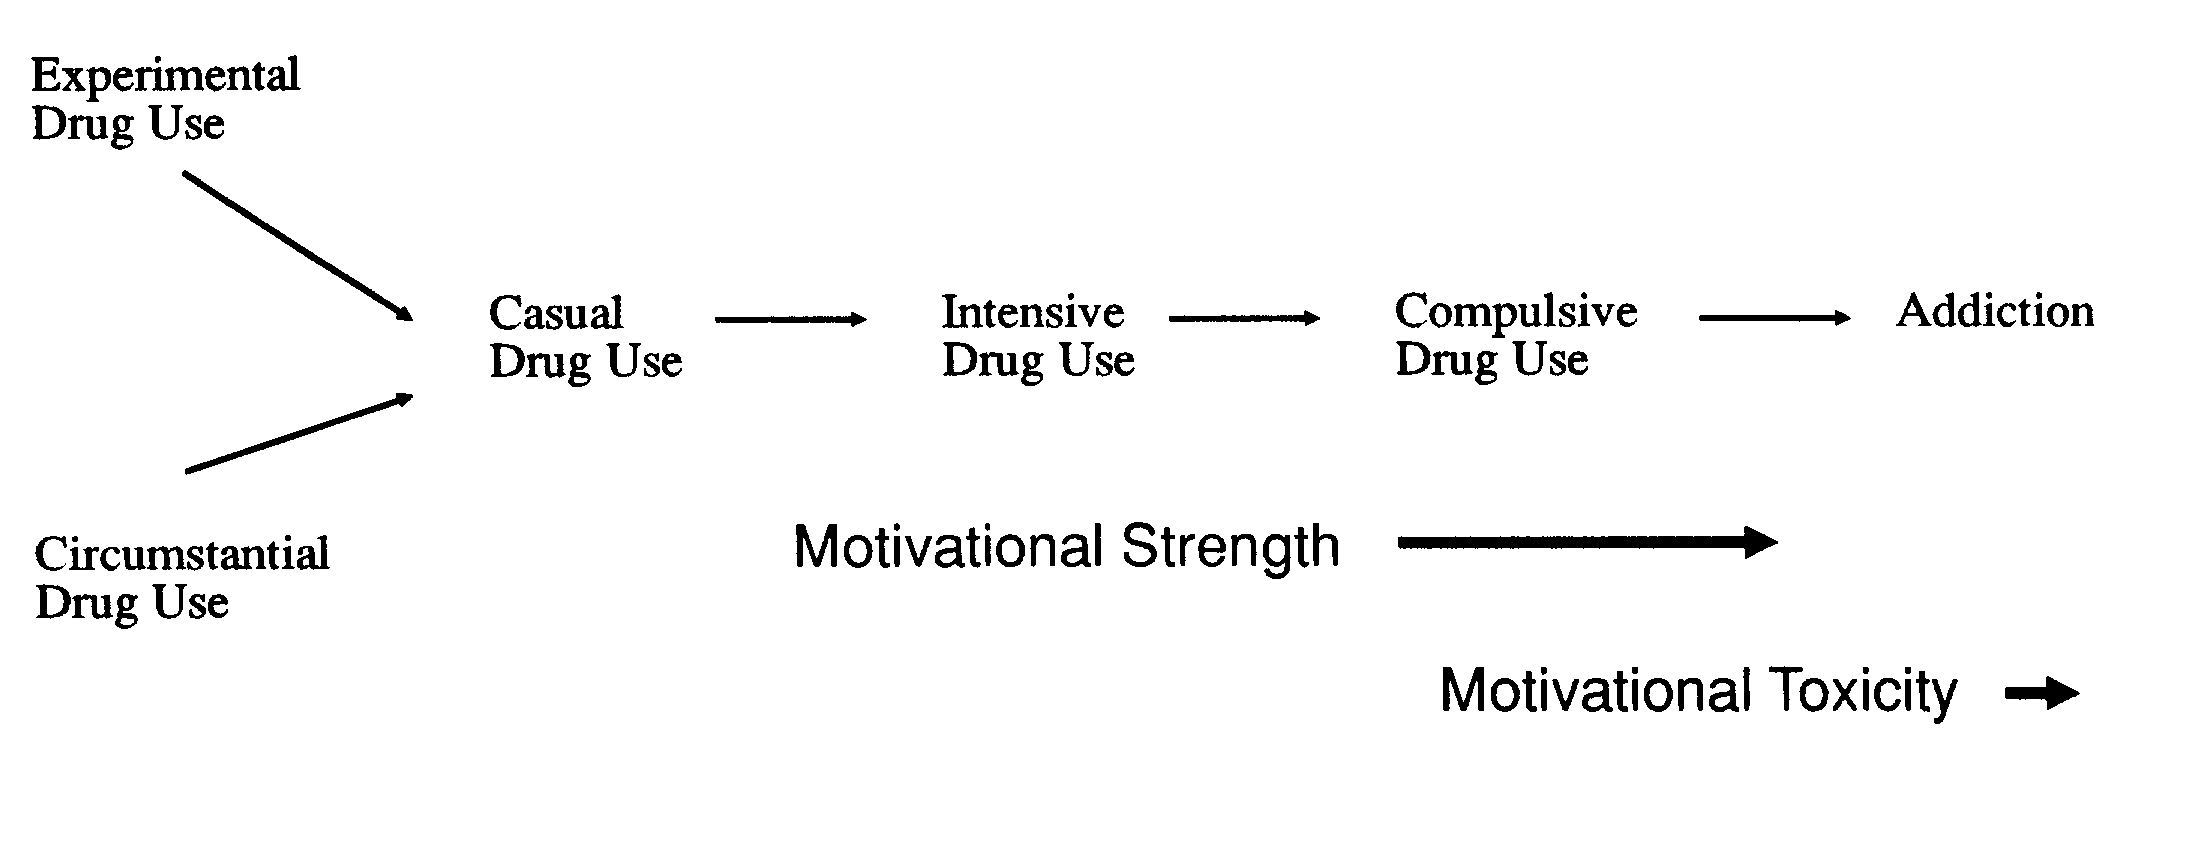 Experimental
Drug Use
Casual
Drug Use
Intensive
Drug Use
Compulsive
Drug Use
Addiction
Circumstantial
Drug Use
Motivational Strength
Motivational Toxicity